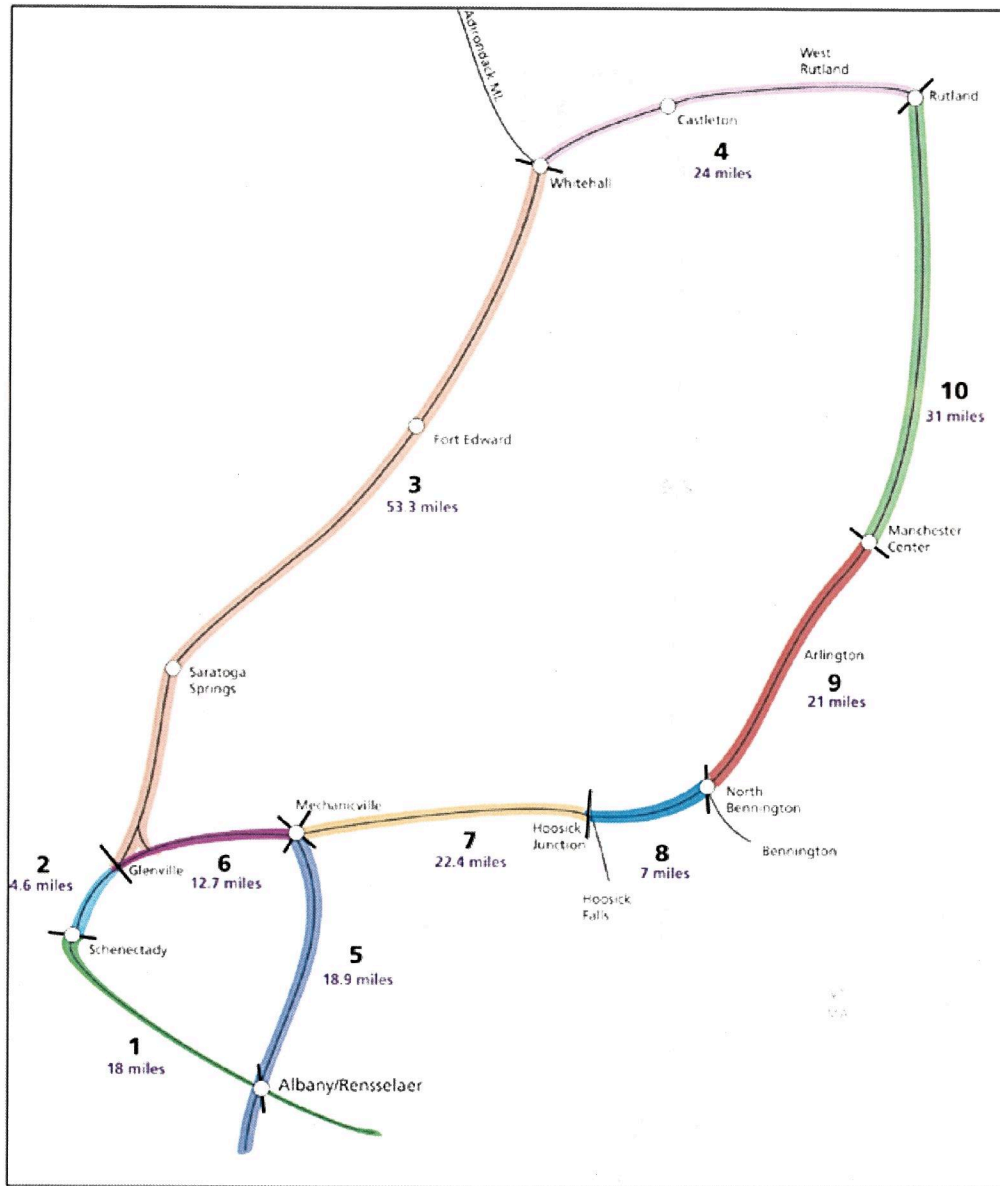 Adirondack ML
West
Rutland
Rutland
Castleton
4
24 miles
Whitehall
10
31 miles
Fort Edward
3
53.3 miles
Manchester
Center
Saratoga
Springs
Arlington
9
21 miles
Mechanicville
North
Bennington
Hoosick
Junction
Bennington
2
4.6 miles
Glenville
6
12.7 miles
7
22.4 miles
8
7 miles
Hoosick
Falls
Schenectady
5
18.9 miles
1
18 miles
Albany/Rensselaer